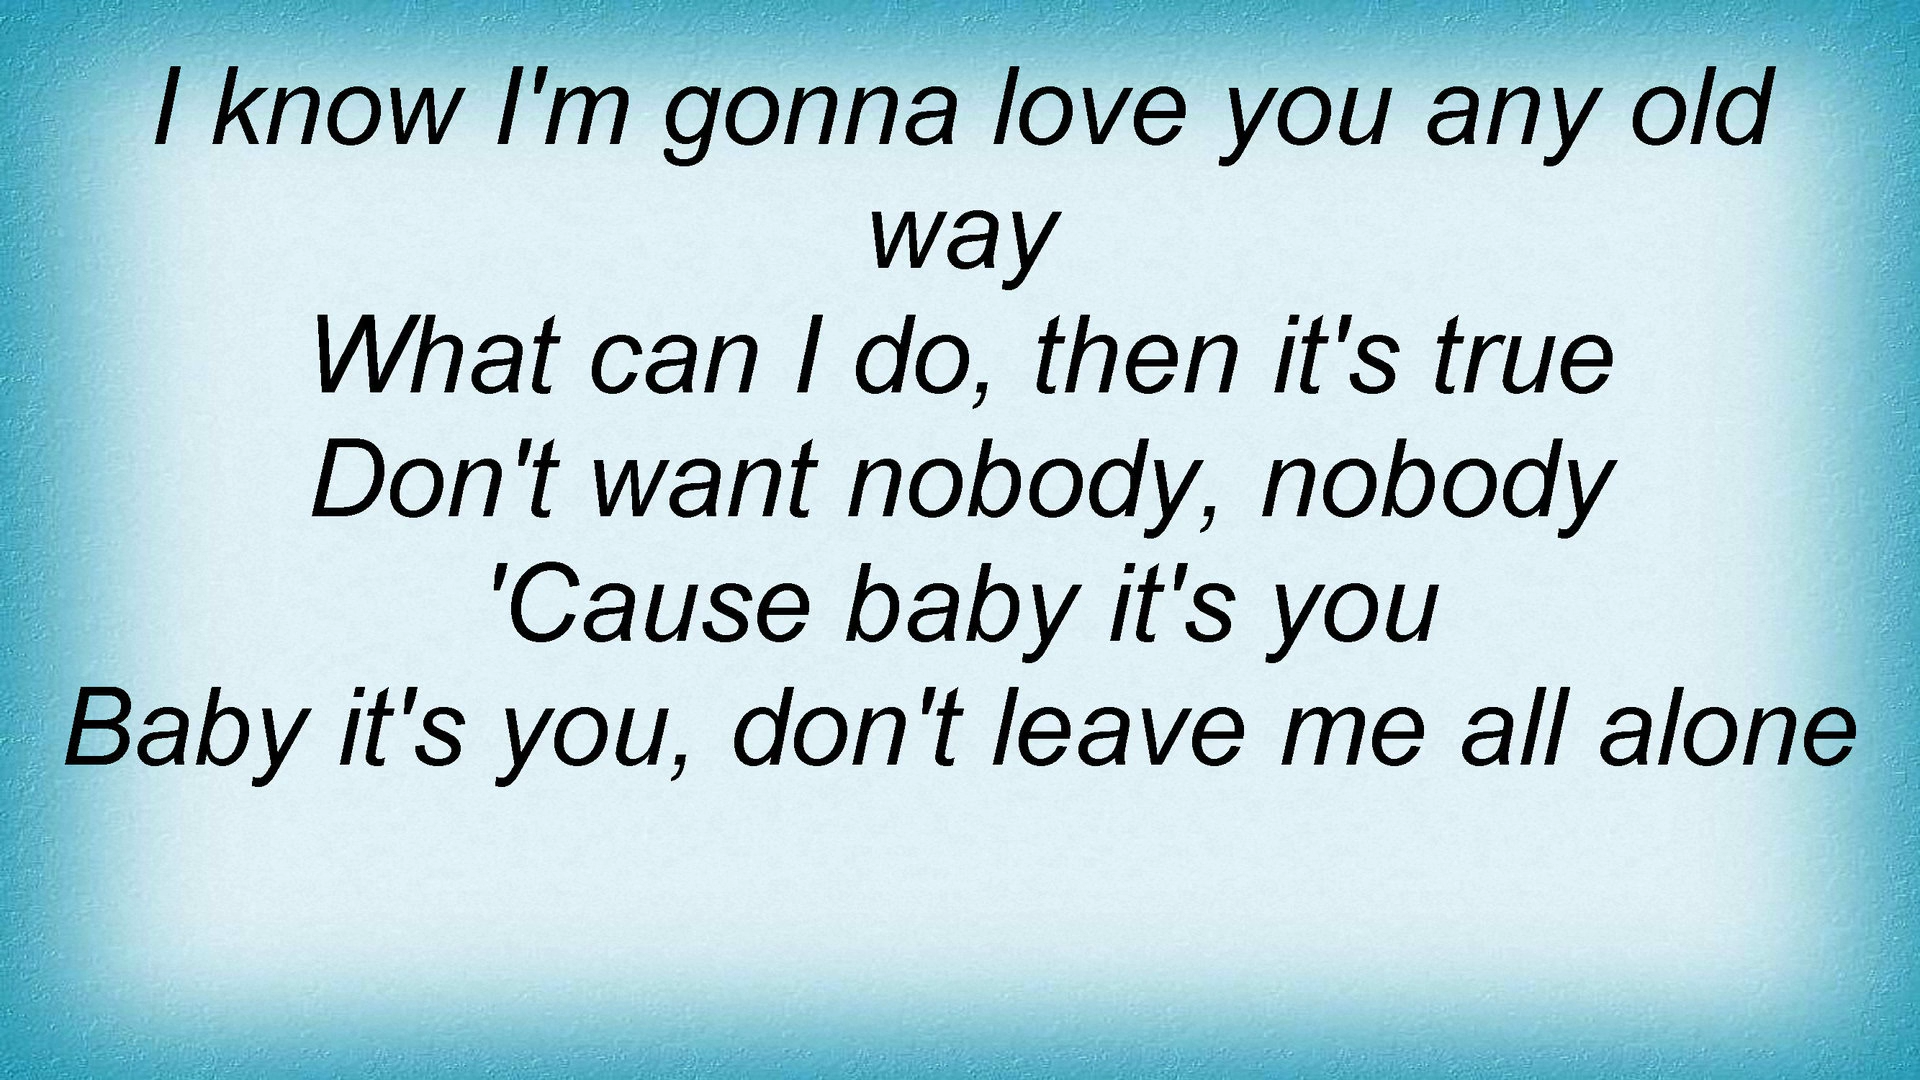 I know I'm gonna love you any old
way
What can I do, then it's true
Don't want nobody, nobody
'Cause baby it's you
Baby it's you, don't leave me all alone